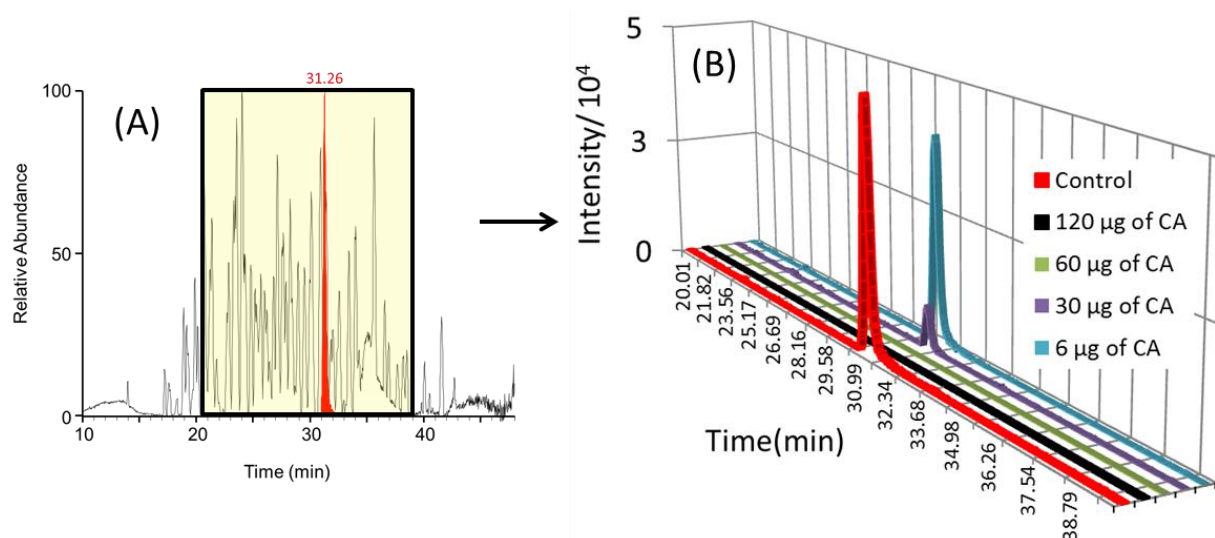 31.26
100
(A)
Relative Abundance
50
0
10
20
30
40
Time (min)
5
(B)
Intensity/ 10⁴
3
0
Control
120 µg of CA
60 µg of CA
30 µg of CA
6 µg of CA
20.01
21.82
23.56
25.17
26.69
28.16
29.58
30.99
32.34
33.68
34.98
36.26
37.54
38.79
Time(min)